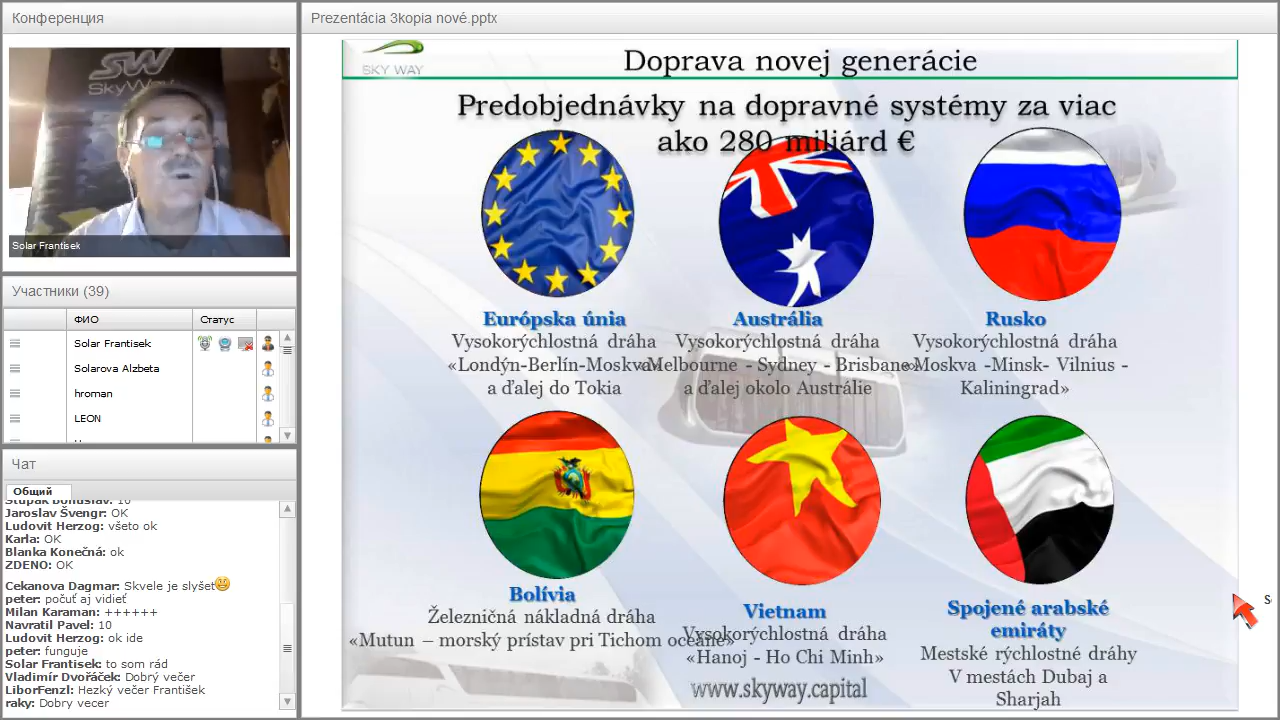 Конференция
SW
SkyWay
Solar Frantisek
Участники (39)
ФИО
Статус
Solar Frantisek
Solarova Alzbeta
hroman
LEON
Чат
Общий
Stupak Bohuslav: 10
Jaroslav Švengr: OK
Ludovit Herzog: všeto ok
Karla: OK
Blanka Konečná: ok
ZDENO: OK
Cekanova Dagmar: Skvele je slyšet
peter: počuť aj vidieť
Milan Karaman: ++++++
Navratil Pavel: 10
Ludovit Herzog: ok ide
peter: funguje
Solar Frantisek: to som rád
Vladimír Dvořáček: Dobrý večer
LiborFenzl: Hezký večer František
raky: Dobry vecer
Prezentácia 3kopia nové.pptx
SKY WAY
Doprava novej generácie
Predobjednávky na dopravné systémy za viac
ako 280 miliárd €
Európska únia
Vysokorýchlostná dráha
«Londýn-Berlín-Moskva»
a ďalej do Tokia
Austrália
Vysokorýchlostná dráha
«Melbourne - Sydney - Brisbane»
a ďalej okolo Austrálie
Rusko
Vysokorýchlostná dráha
«Moskva -Minsk- Vilnius -
Kaliningrad»
Bolívia
Železničná nákladná dráha
«Mutun – morský prístav pri Tichom oceáne»
Vietnam
Vysokorýchlostná dráha
«Hanoj - Ho Chi Minh»
Spojené arabské
emiráty
Mestské rýchlostné dráhy
V mestách Dubaj a
Sharjah
www.skyway.capital